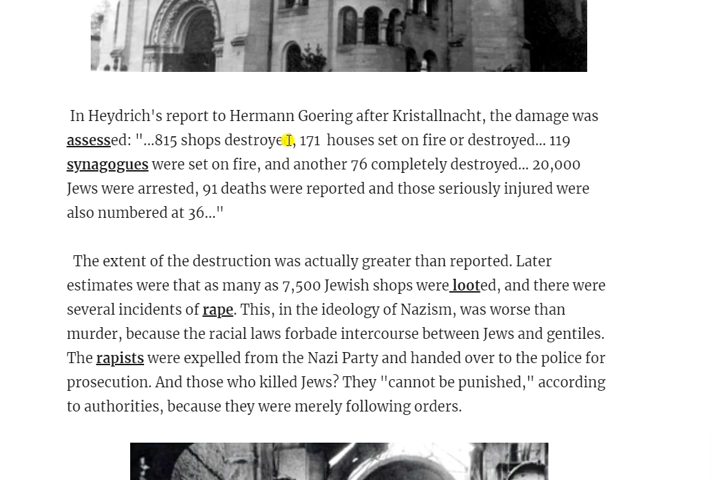 In Heydrich's report to Hermann Goering after Kristallnacht, the damage was
assessed: "...815 shops destroyed, 171 houses set on fire or destroyed... 119
synagogues were set on fire, and another 76 completely destroyed... 20,000
Jews were arrested, 91 deaths were reported and those seriously injured were
also numbered at 36..."
The extent of the destruction was actually greater than reported. Later
estimates were that as many as 7,500 Jewish shops were looted, and there were
several incidents of rape. This, in the ideology of Nazism, was worse than
murder, because the racial laws forbade intercourse between Jews and gentiles.
The rapists were expelled from the Nazi Party and handed over to the police for
prosecution. And those who killed Jews? They "cannot be punished," according
to authorities, because they were merely following orders.